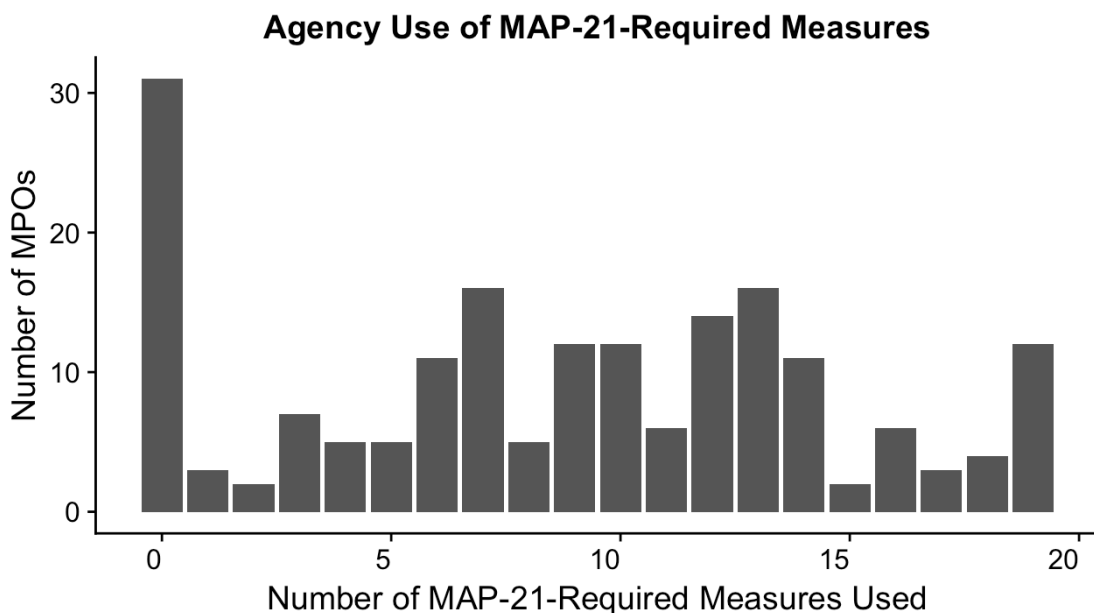 Agency Use of MAP-21-Required Measures
30
20
10
0
Number of MPOs
0 5 10 15 20
Number of MAP-21-Required Measures Used